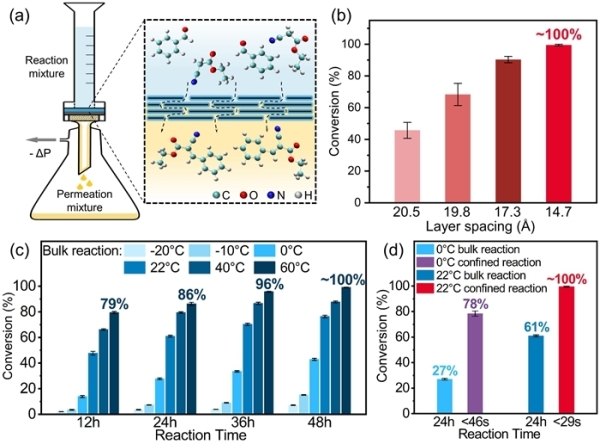 (a)
Reaction
mixture
- ΔP
Permeation
mixture
C O N H
(b)
Conversion (%)
100
80
60
40
20
0
~100%
20.5 19.8 17.3 14.7
Layer spacing (Å)
(c)
Bulk reaction: -20°C -10°C 0°C
22°C 40°C 60°C
Conversion (%)
100
80
60
40
20
0
79%
86%
96%
~100%
12h 24h 36h 48h
Reaction Time
(d)
0°C bulk reaction
0°C confined reaction
22°C bulk reaction
22°C confined reaction
Conversion (%)
100
80
60
40
20
0
27%
78%
61%
~100%
24h <46s 24h <29s
Reaction Time